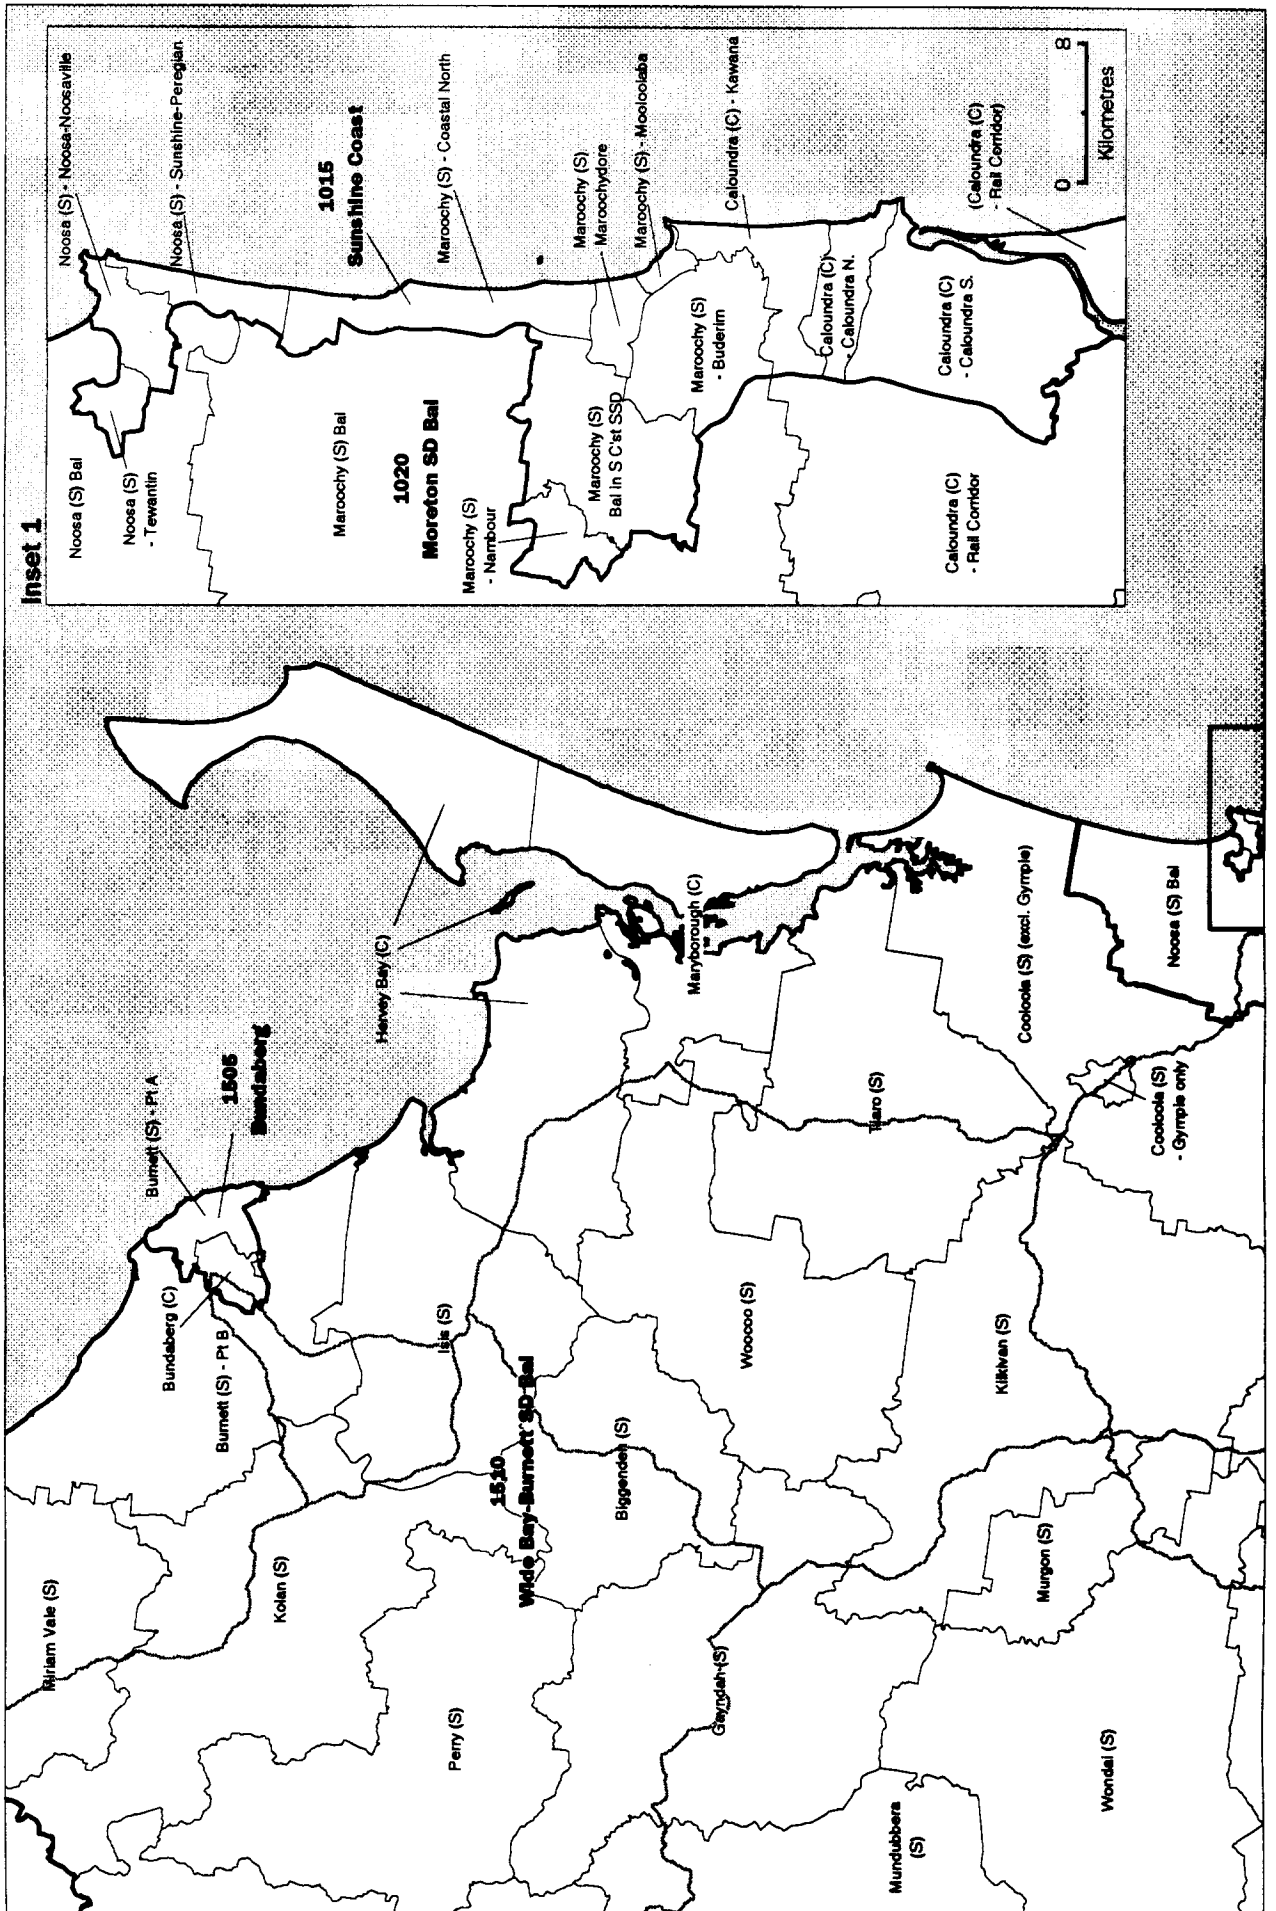 Inset 1
Noosa (S) - Noosa-Noosaville
Noosa (S) - Sunshine-Peregian
1015
Sunshine Coast
Maroochy (S) - Coastal North
Maroochy (S)
Maroochydore
Maroochy (S) - Mooloolaba
Caloundra (C) - Kawana
(Caloundra (C)
- Rail Corridor)
0
8
Kilometres
Noosa (S) Bal
Noosa (S)
- Tewantin
Maroochy (S) Bal
1020
Moreton SD Bal
Maroochy (S)
- Nambour
Maroochy (S)
Bal in S C'st SSD
Maroochy (S)
- Buderim
Caloundra (C)
- Caloundra N.
Caloundra (C)
- Caloundra S.
Caloundra (C)
- Rail Corridor
Burnett (S) - Pt A
1505
Bundaberg
Hervey Bay (C)
Maryborough (C)
Cooloola (S) (excl. Gympie)
Noosa (S) Bal
Bundaberg (C)
Burnett (S) - Pt B
Isis (S)
Woocoo (S)
Tiaro (S)
Cooloola (S)
- Gympie only
Kilkivan (S)
1510
Wide Bay-Burnett SD Bal
Biggenden (S)
Miriam Vale (S)
Kolan (S)
Perry (S)
Gayndah (S)
Murgon (S)
Mundubbera
(S)
Wondai (S)